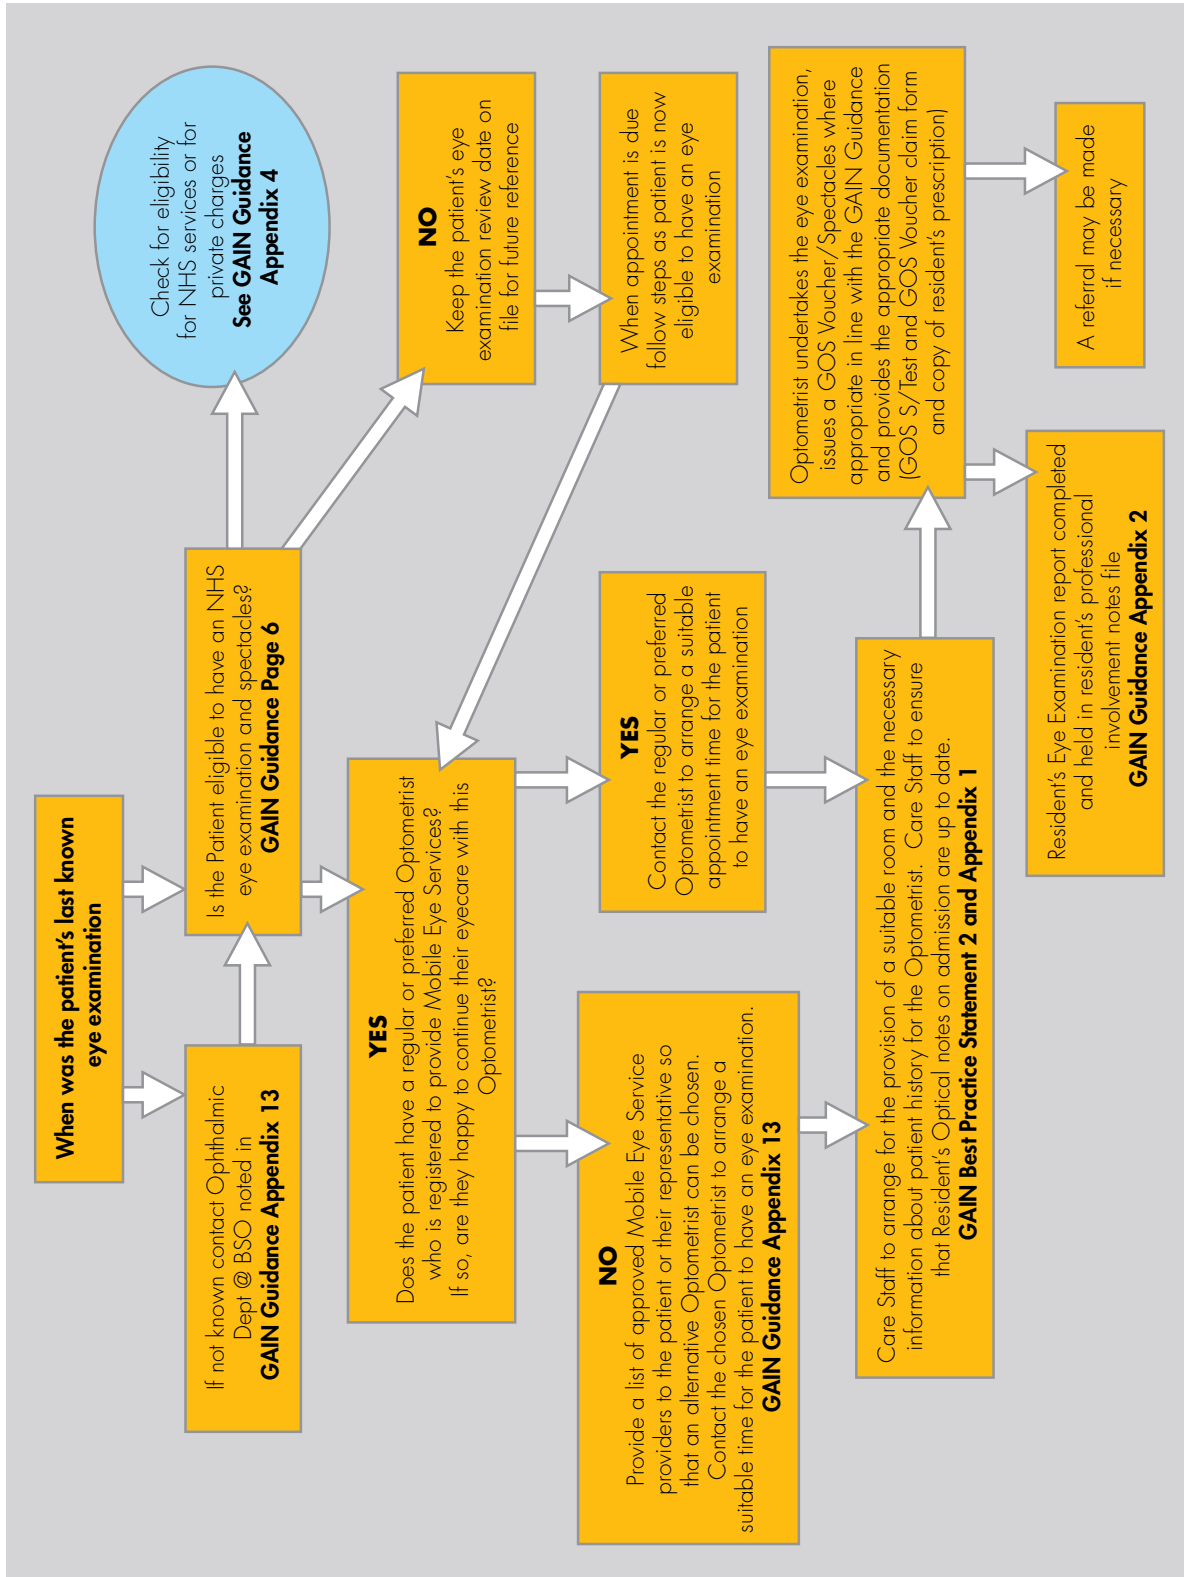 When was the patient's last known
eye examination
If not known contact Ophthalmic
Dept @ BSO noted in
GAIN Guidance Appendix 13
Is the Patient eligible to have an NHS
eye examination and spectacles?
GAIN Guidance Page 6
Check for eligibility
for NHS services or for
private charges
See GAIN Guidance
Appendix 4
YES
Does the patient have a regular or preferred Optometrist
who is registered to provide Mobile Eye Services?
If so, are they happy to continue their eyecare with this
Optometrist?
NO
Keep the patient's eye
examination review date on
file for future reference
When appointment is due
follow steps as patient is now
eligible to have an eye
examination
NO
Provide a list of approved Mobile Eye Service
providers to the patient or their representative so
that an alternative Optometrist can be chosen.
Contact the chosen Optometrist to arrange a
suitable time for the patient to have an eye examination.
GAIN Guidance Appendix 13
YES
Contact the regular or preferred
Optometrist to arrange a suitable
appointment time for the patient
to have an eye examination
Care Staff to arrange for the provision of a suitable room and the necessary
information about patient history for the Optometrist. Care Staff to ensure
that Resident's Optical notes on admission are up to date.
GAIN Best Practice Statement 2 and Appendix 1
Optometrist undertakes the eye examination,
issues a GOS Voucher/Spectacles where
appropriate in line with the GAIN Guidance
and provides the appropriate documentation
(GOS S/Test and GOS Voucher claim form
and copy of resident's prescription)
Resident's Eye Examination report completed
and held in resident's professional
involvement notes file
GAIN Guidance Appendix 2
A referral may be made
if necessary